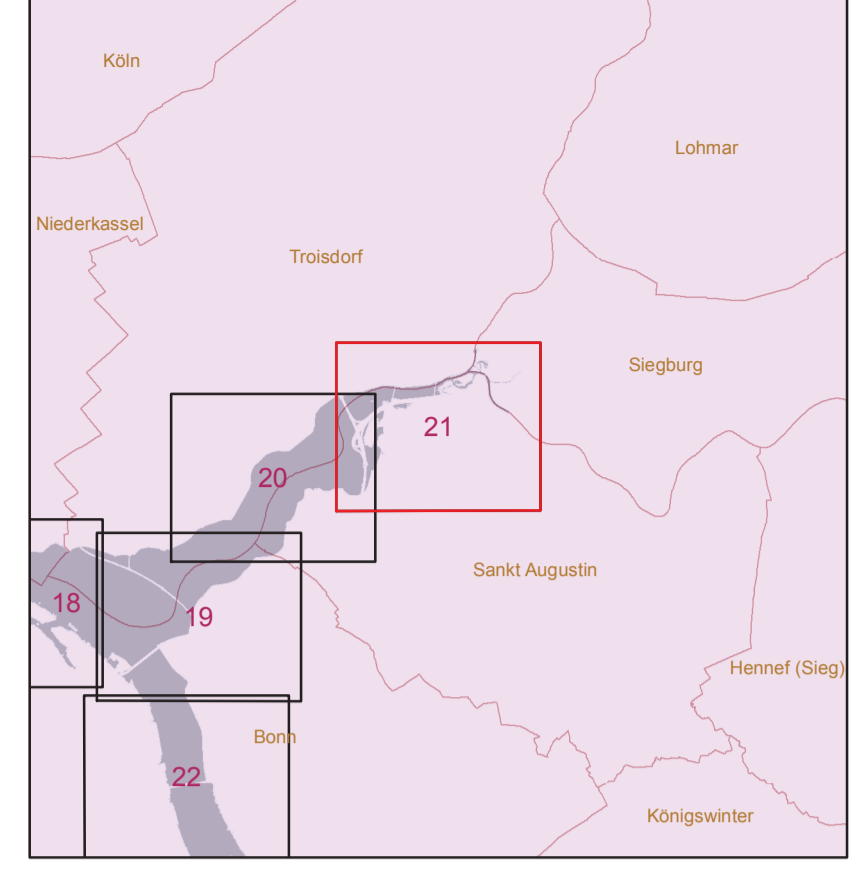 Köln
Lohmar
Niederkassel
Troisdorf
Siegburg
21
20
Sankt Augustin
18
19
Hennef (Sieg)
Bonn
22
Königswinter